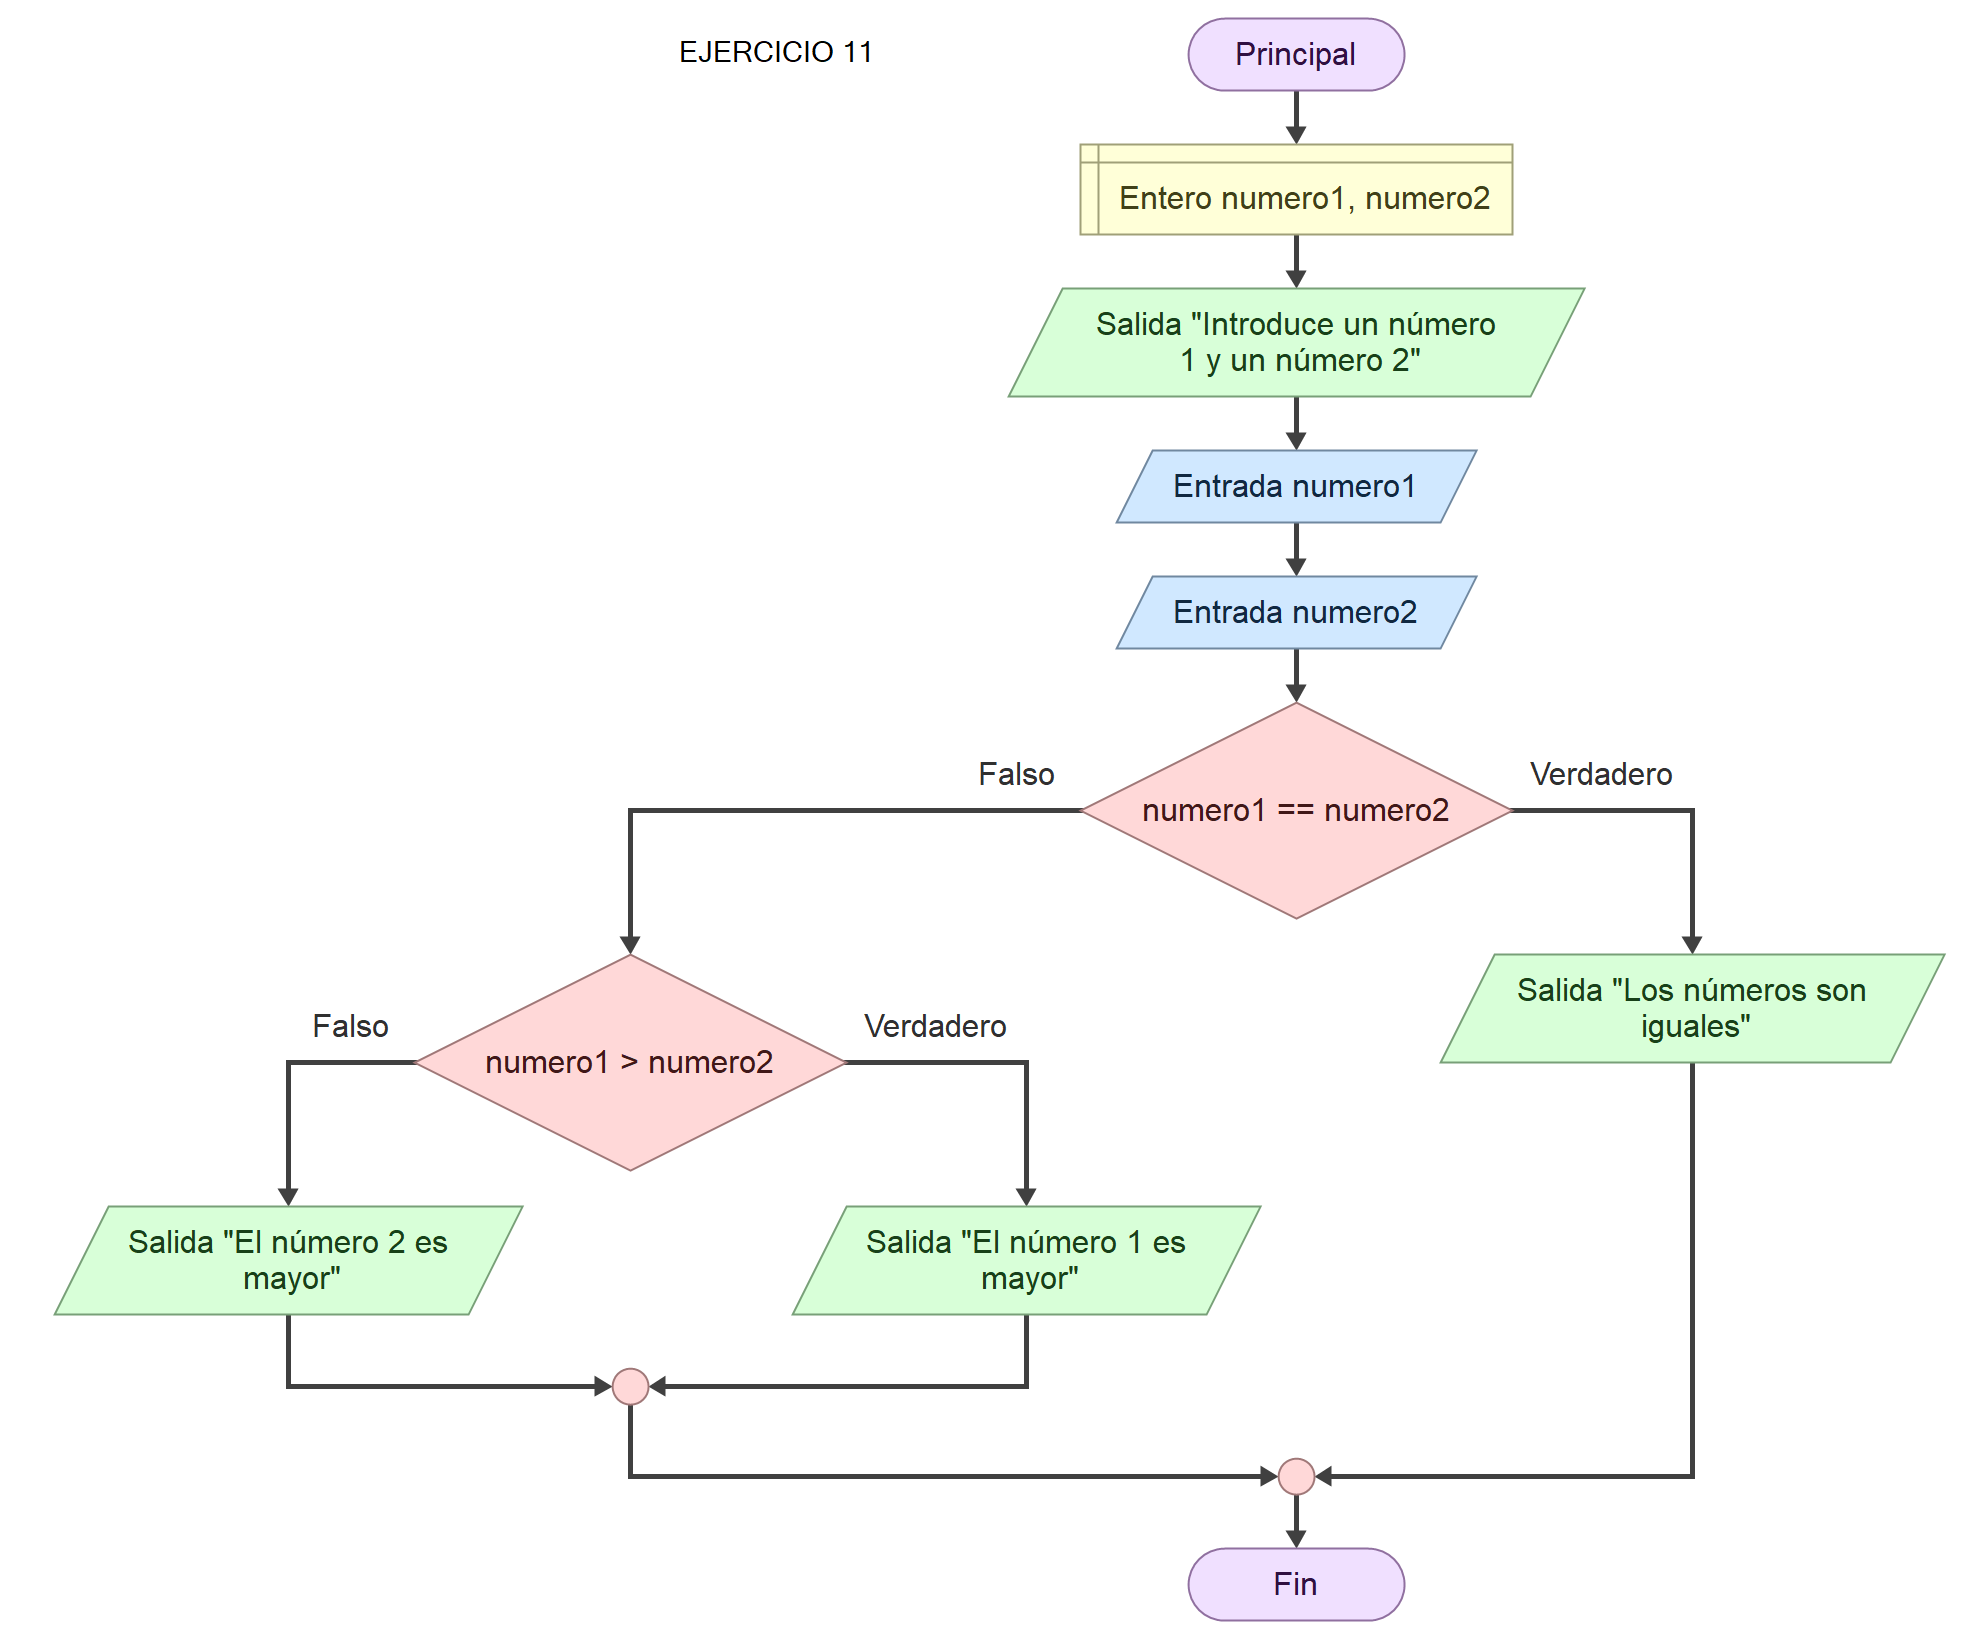 EJERCICIO 11
Principal
Entero numero1, numero2
Salida "Introduce un número
1 y un número 2"
Entrada numero1
Entrada numero2
Falso
Verdadero
numero1 == numero2
Salida "Los números son
iguales"
Falso
Verdadero
numero1 > numero2
Salida "El número 2 es
mayor"
Salida "El número 1 es
mayor"
Fin